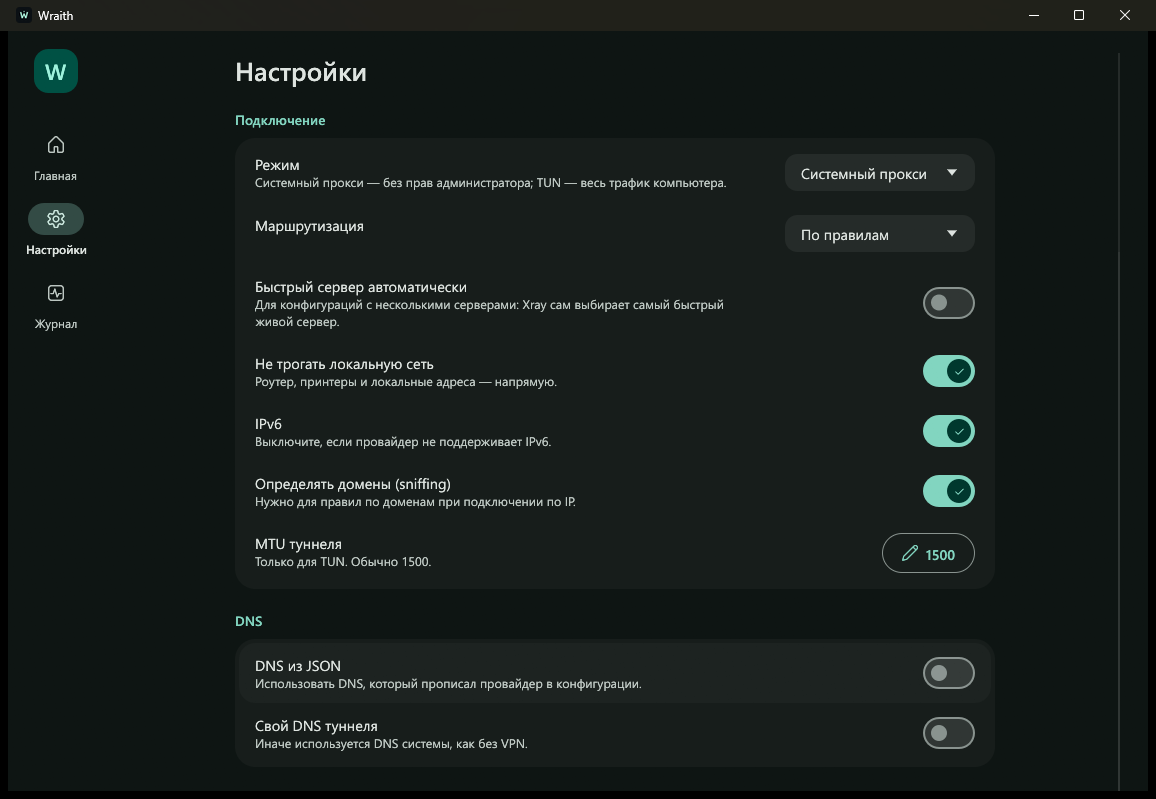 W Wraith
W
Настройки
Подключение
Режим
Системный прокси — без прав администратора; TUN — весь трафик компьютера.
Системный прокси
Главная
Маршрутизация
По правилам
Настройки
Быстрый сервер автоматически
Для конфигураций с несколькими серверами: Xray сам выбирает самый быстрый
живой сервер.
Журнал
Не трогать локальную сеть
Роутер, принтеры и локальные адреса — напрямую.
IPv6
Выключите, если провайдер не поддерживает IPv6.
Определять домены (sniffing)
Нужно для правил по доменам при подключении по IP.
MTU туннеля
Только для TUN. Обычно 1500.
1500
DNS
DNS из JSON
Использовать DNS, который прописал провайдер в конфигурации.
Свой DNS туннеля
Иначе используется DNS системы, как без VPN.